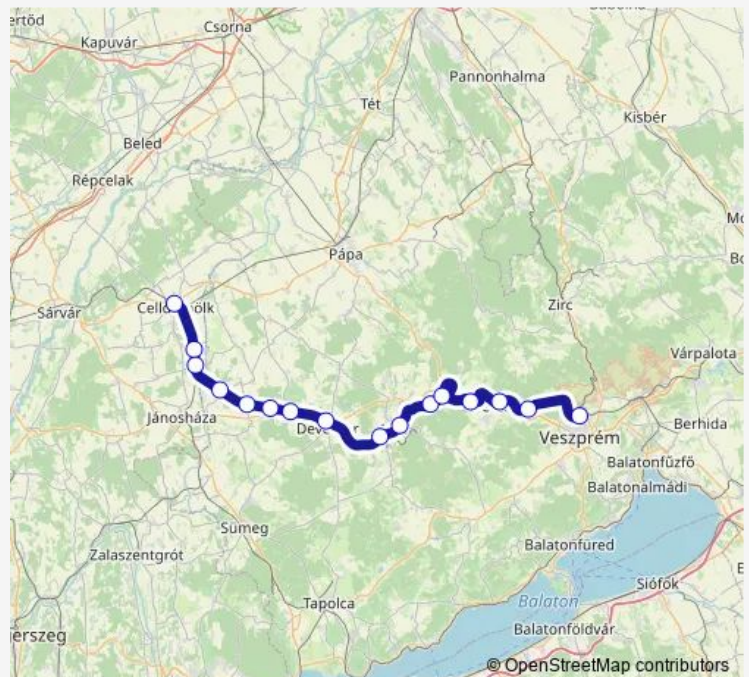 Csorna
Kapuvár
Pannonhalma
Tét
Kisbér
Beled
Répcelak
Pápa
Zirc
Sárvár
Várpalota
Jánosháza
Berhida
Veszprém
Balatonfűzfő
Balatonalmádi
Sümeg
Balatonfüred
Zalaszentgrót
Siófok
Tapolca
Balaton
Balatonföldvár
© OpenStreetMap contributors